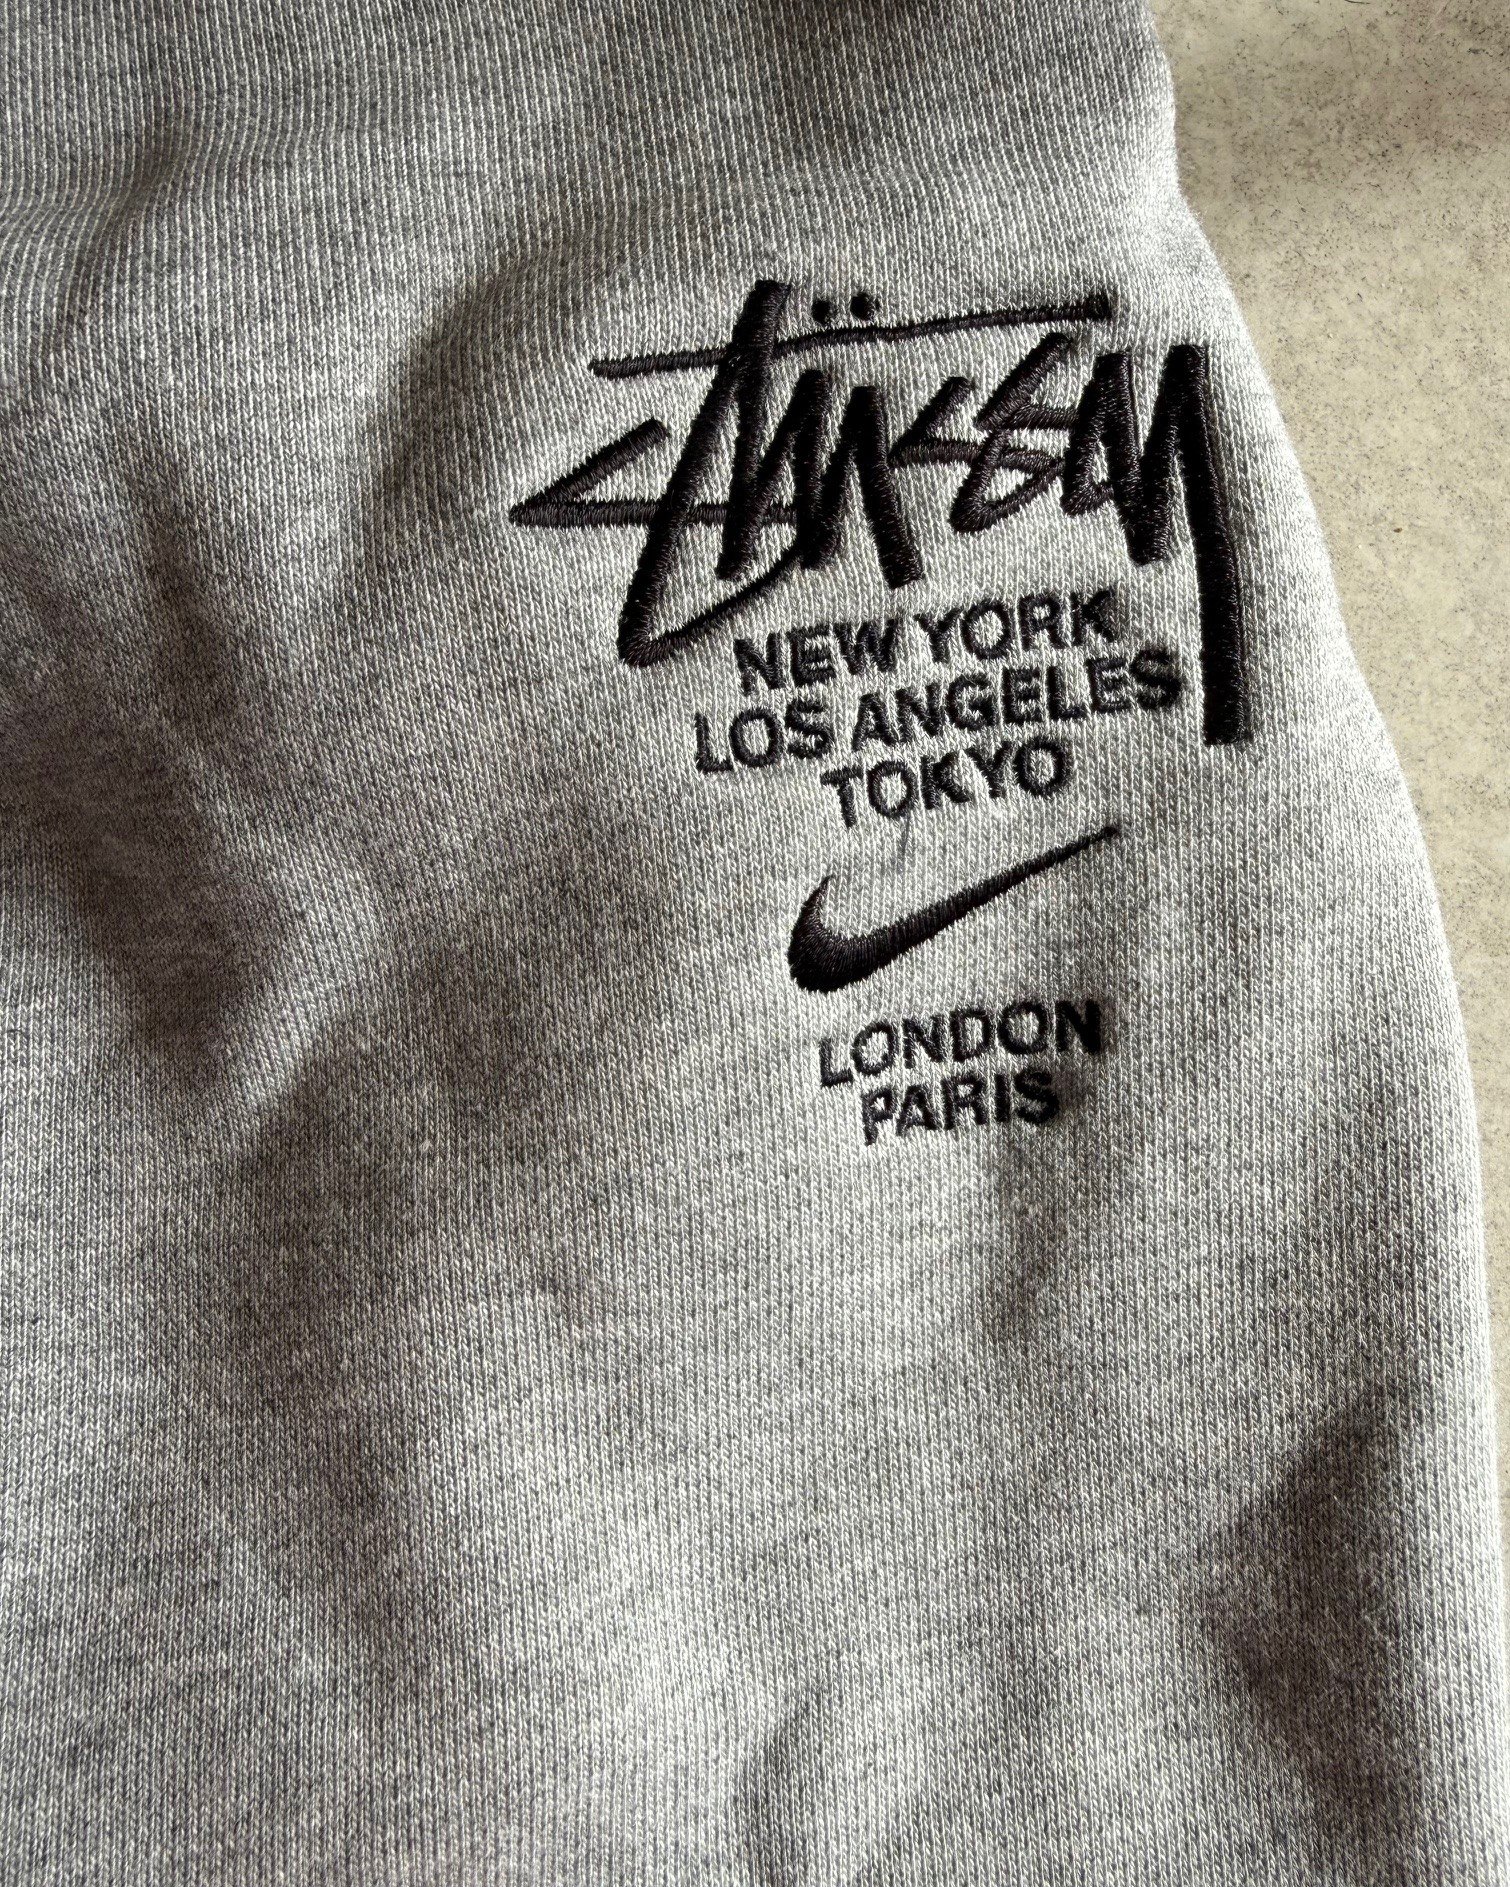 Stüssy
NEW YORK
LOS ANGELES
TOKYO
LONDON
PARIS